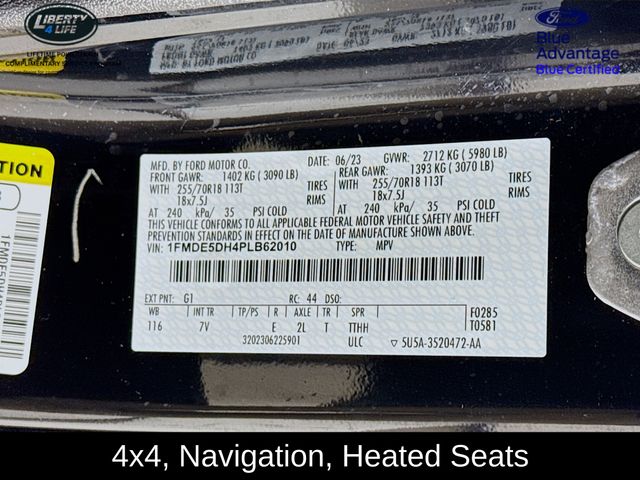 LIBERTY
4 LIFE
LIFETIME POWER
COMPLIMENTARY SERVICE
Ford
Blue
Advantage
Blue Certified
MFD. BY FORD MOTOR CO.
DATE: 06/23 GVWR: 2712 KG ( 5980 LB)
FRONT GAWR: 1402 KG ( 3090 LB) REAR GAWR: 1393 KG ( 3070 LB)
WITH 255/70R18 113T TIRES WITH 255/70R18 113T TIRES
18x7.5J RIMS 18x7.5J RIMS
AT 240 kPa/ 35 PSI COLD AT 240 kPa/ 35 PSI COLD
THIS VEHICLE CONFORMS TO ALL APPLICABLE FEDERAL MOTOR VEHICLE SAFETY AND THEFT
PREVENTION STANDARDS IN EFFECT ON THE DATE OF MANUFACTURE SHOWN ABOVE.
VIN: 1FMDE5DH4PLB62010 TYPE: MPV
EXT PNT: G1 RC: 44 DSO:
WB INT TR TP/PS R AXLE TR SPR F0285
116 7V E 2L T TTHH T0581
3202306225901 ULC 5U5A-3520472-AA
4x4, Navigation, Heated Seats